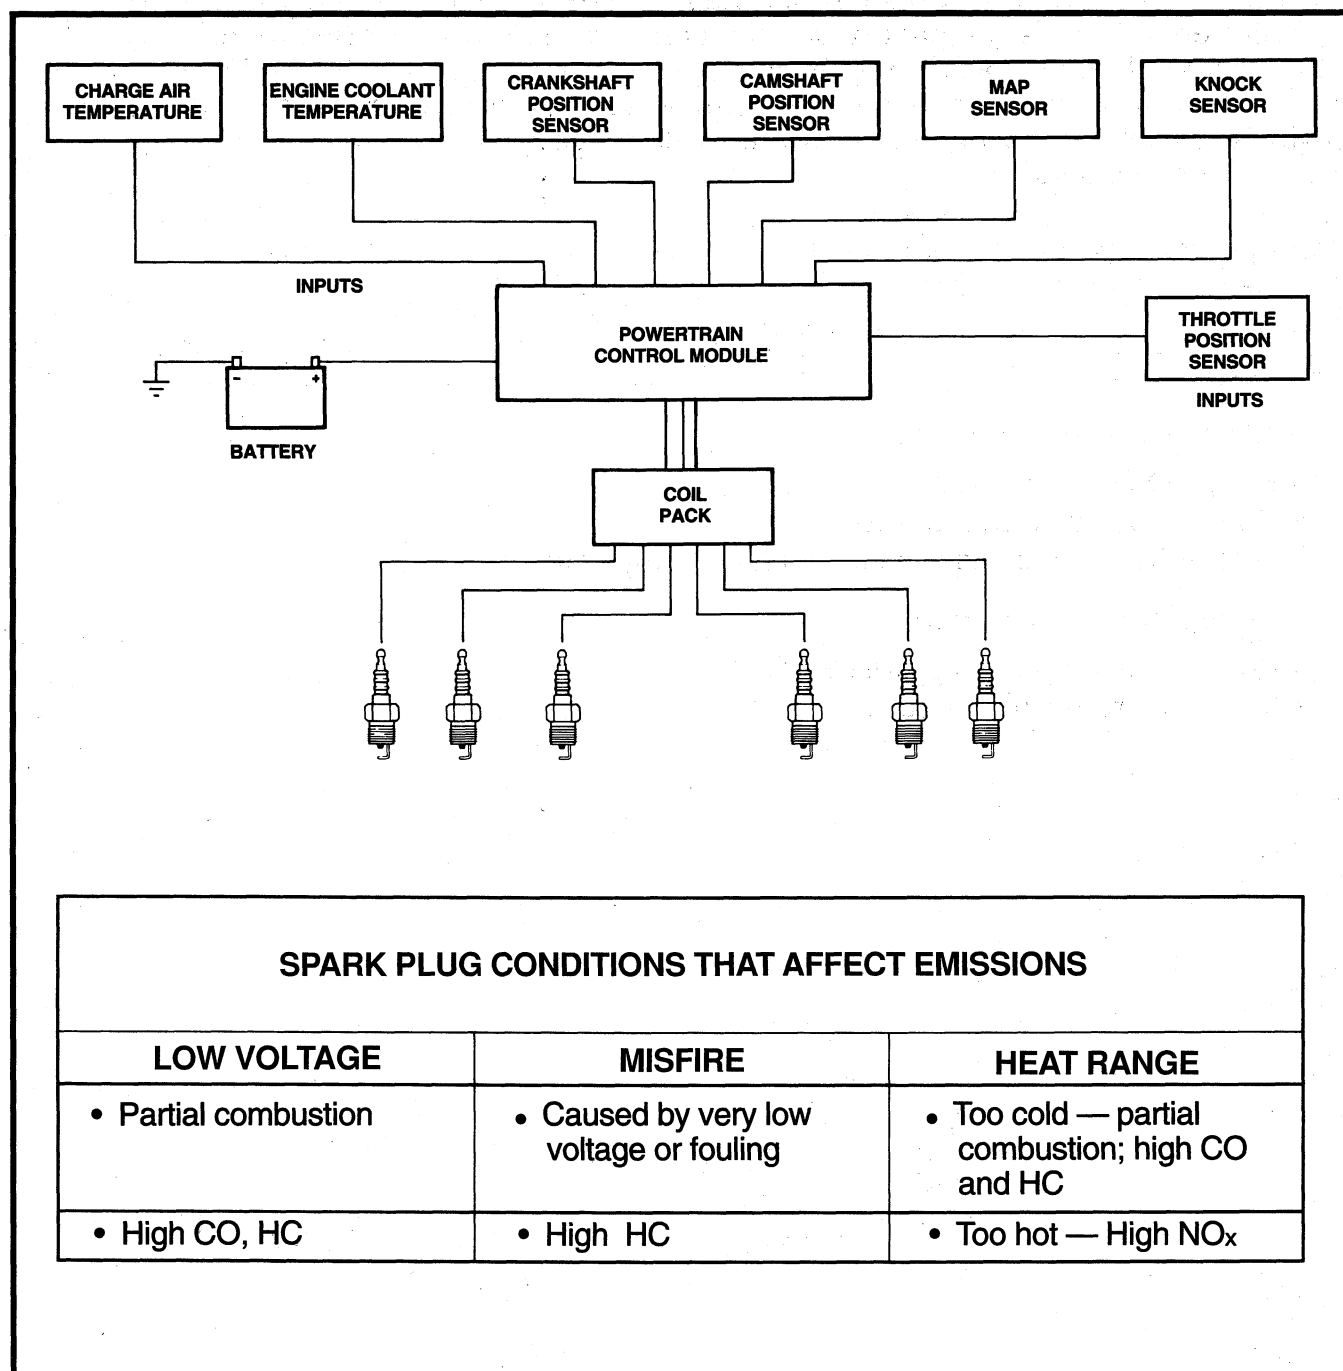 CHARGE AIR
TEMPERATURE
ENGINE COOLANT
TEMPERATURE
CRANKSHAFT
POSITION
SENSOR
CAMSHAFT
POSITION
SENSOR
MAP
SENSOR
KNOCK
SENSOR
INPUTS
POWERTRAIN
CONTROL MODULE
THROTTLE
POSITION
SENSOR
INPUTS
- +
BATTERY
COIL
PACK
SPARK PLUG CONDITIONS THAT AFFECT EMISSIONS
LOW VOLTAGE
MISFIRE
HEAT RANGE
• Partial combustion
• Caused by very low
voltage or fouling
• Too cold — partial
combustion; high CO
and HC
• High CO, HC
• High HC
• Too hot — High NOx